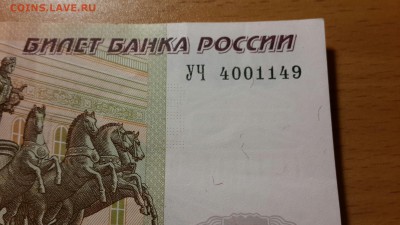 COINS.LAVE.RU
БИЛЕТ БАНКА РОССИИ
УЧ 4001149